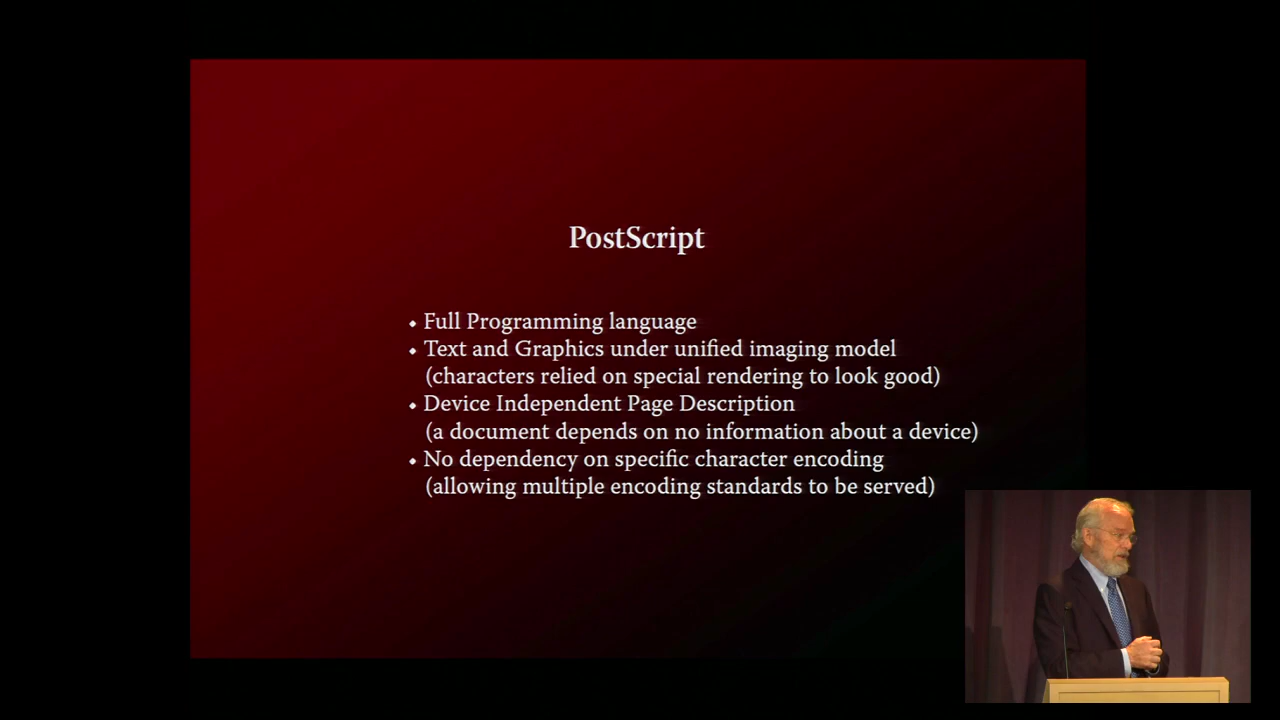 PostScript
• Full Programming language
• Text and Graphics under unified imaging model
(characters relied on special rendering to look good)
• Device Independent Page Description
(a document depends on no information about a device)
• No dependency on specific character encoding
(allowing multiple encoding standards to be served)